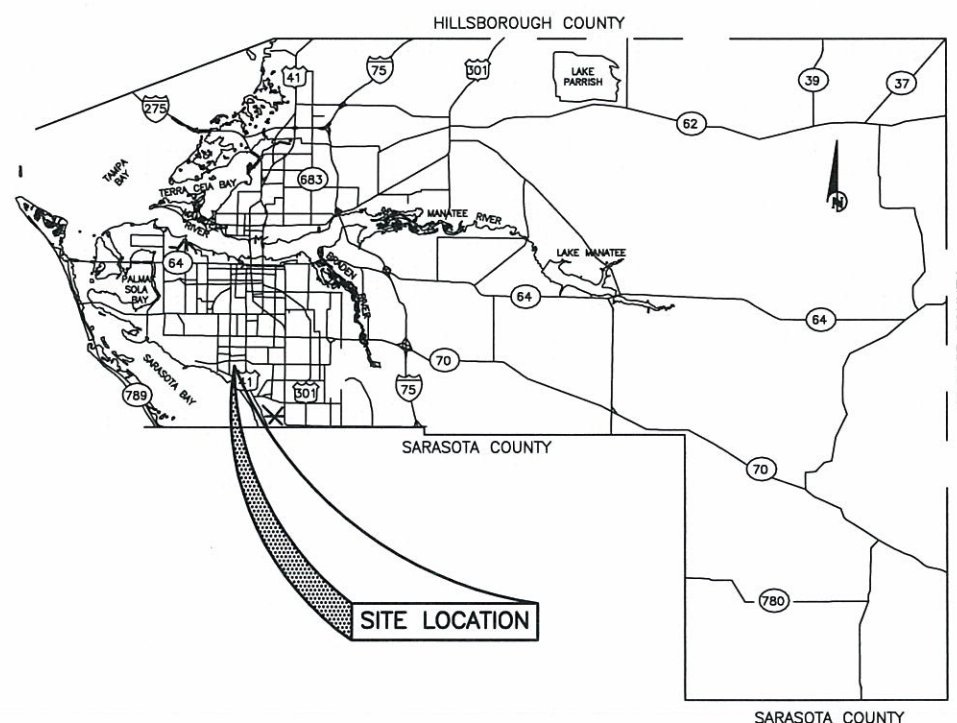 HILLSBOROUGH COUNTY
41
75
301
LAKE
PARRISH
39
37
275
62
TAMPA
BAY
TERRA CEIA BAY
683
N
MANATEE RIVER
RIVER
64
BRADEN
RIVER
LAKE MANATEE
PALMA
SOLA
BAY
64
64
SARASOTA BAY
70
789
41
301
75
SARASOTA COUNTY
70
780
SITE LOCATION
SARASOTA COUNTY